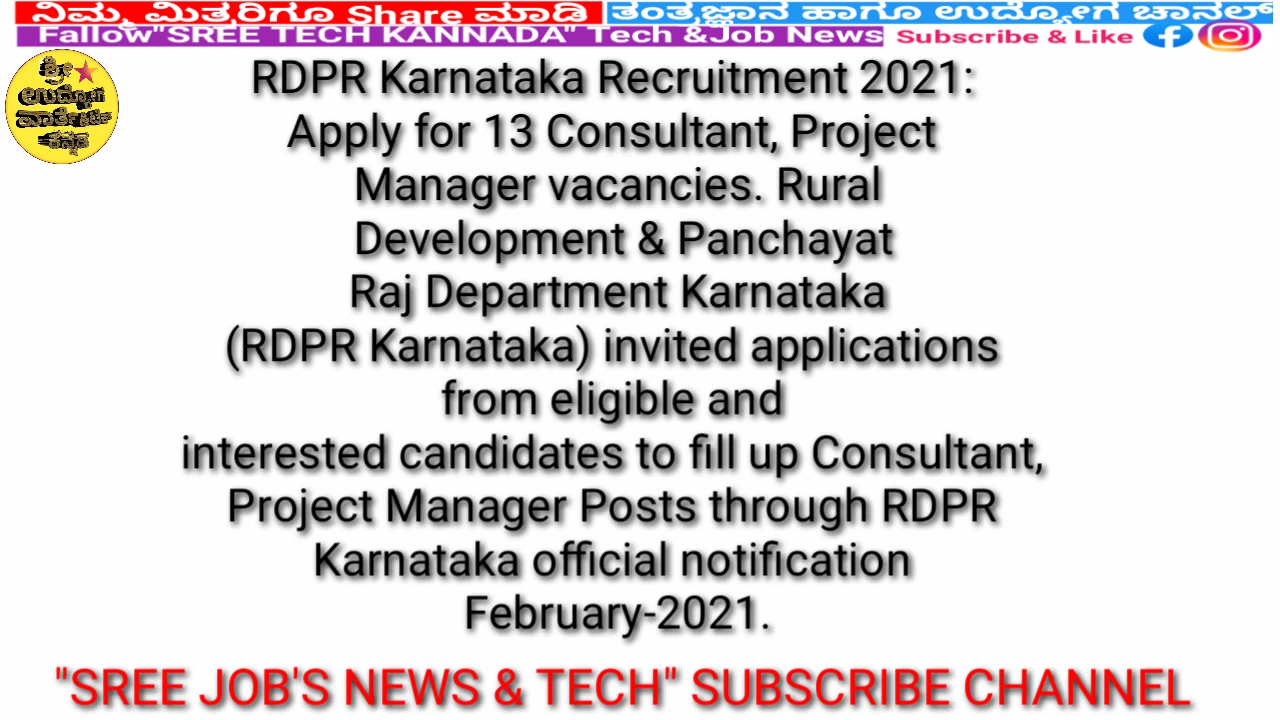 ನಿಮ್ಮ ಮಿತ್ರರಿಗೂ Share ಮಾಡಿ
ತಂತ್ರಜ್ಞಾನ ಹಾಗೂ ಉದ್ಯೋಗ ಚಾನಲ್
Fallow"SREE TECH KANNADA" Tech &Job News
Subscribe & Like
ಶ್ರೀ
ಉದ್ಯೋಗ
ಕನ್ನಡ
RDPR Karnataka Recruitment 2021:
Apply for 13 Consultant, Project
Manager vacancies. Rural
Development & Panchayat
Raj Department Karnataka
(RDPR Karnataka) invited applications
from eligible and
interested candidates to fill up Consultant,
Project Manager Posts through RDPR
Karnataka official notification
February-2021.
"SREE JOB'S NEWS & TECH" SUBSCRIBE CHANNEL